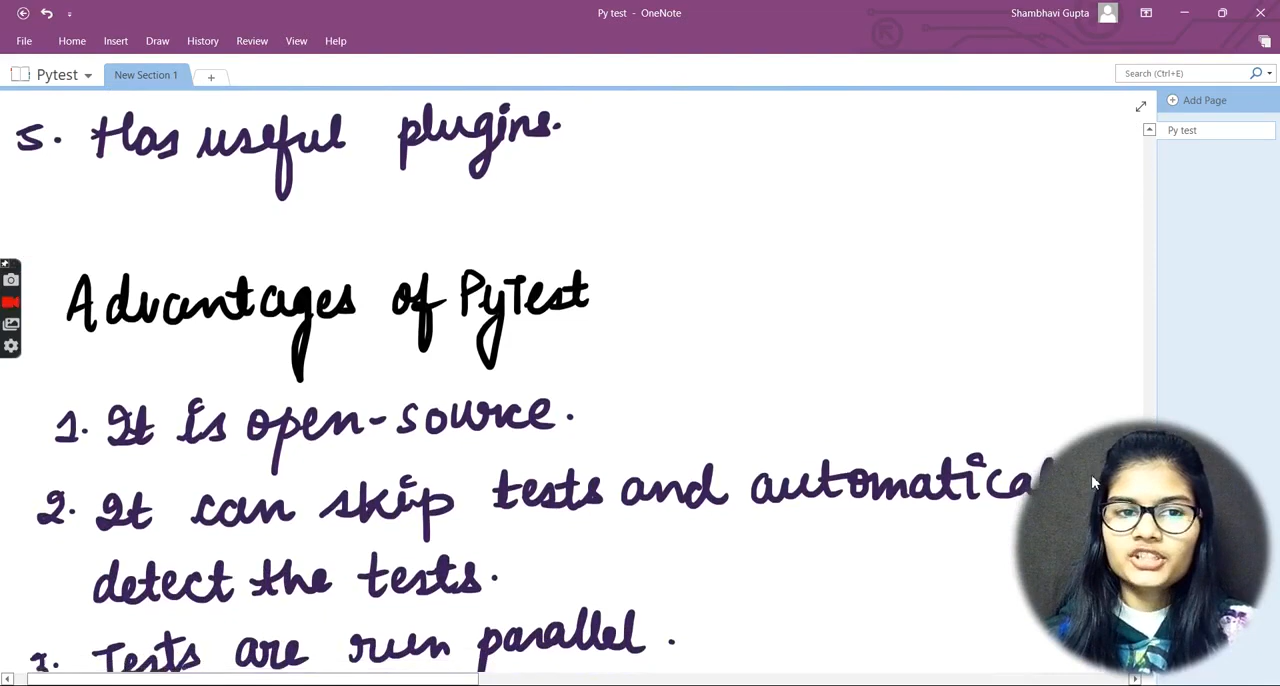 Py test - OneNote
Shambhavi Gupta
File Home Insert Draw History Review View Help
Pytest
New Section 1
+
Search (Ctrl+E)
Add Page
Py test
5. Has useful plugins.
Advantages of PyTest
1. It is open-source.
2. It can skip tests and automatical
detect the tests.
3. Tests are run parallel.